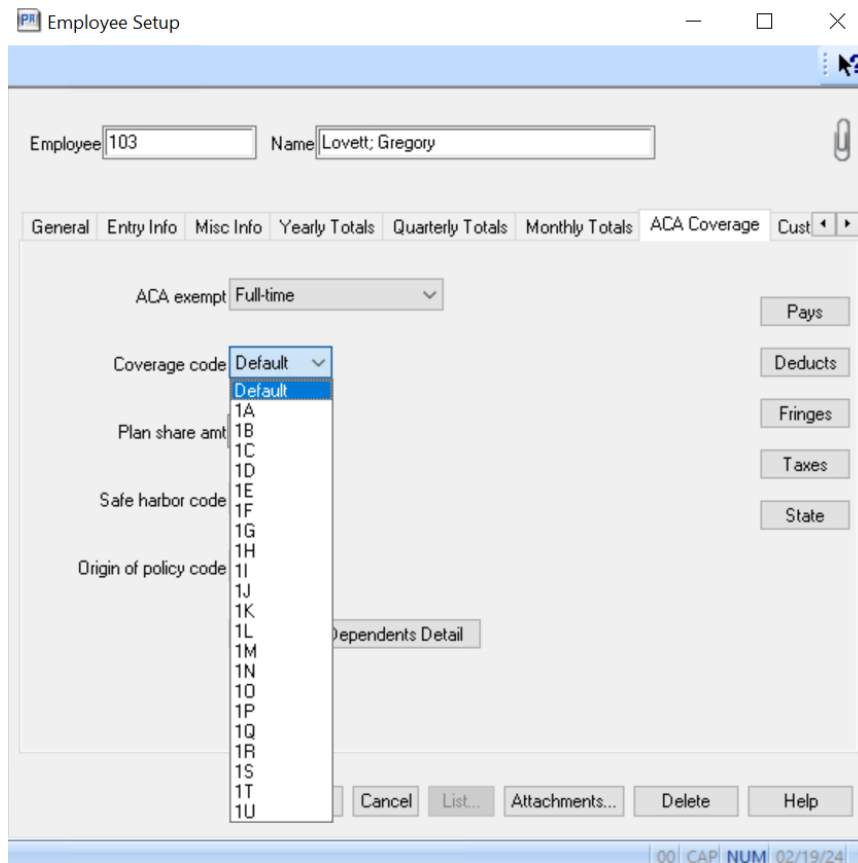 PR Employee Setup
Employee 103 Name Lovett; Gregory
General Entry Info Misc Info Yearly Totals Quarterly Totals Monthly Totals ACA Coverage Cust
ACA exempt Full-time
Pays
Coverage code Default
Deducts
Default
1A
Fringes
Plan share amt
1B
1C
1D
Taxes
1E
Safe harbor code
1F
State
1G
1H
Origin of policy code
1I
1J
1K
1L
Dependents Detail
1M
1N
1O
1P
1Q
1R
1S
1T
1U
Cancel List... Attachments... Delete Help
00 CAP NUM 02/19/24